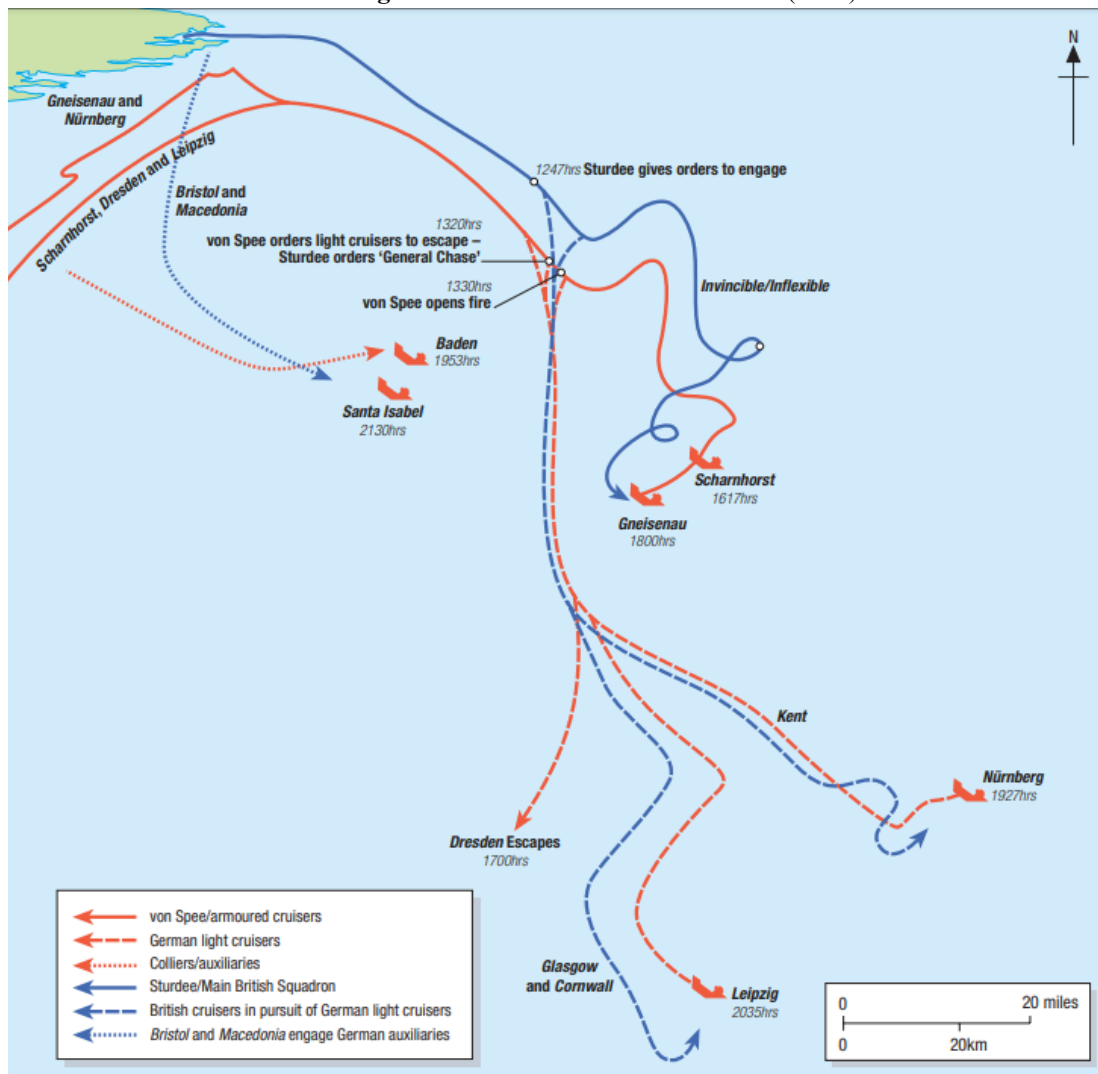 N
Gneisenau and
Nürnberg
Scharnhorst, Dresden and Leipzig
Bristol and
Macedonia
1247hrs Sturdee gives orders to engage
1320hrs
von Spee orders light cruisers to escape –
Sturdee orders ‘General Chase’
1330hrs
von Spee opens fire
Invincible/Inflexible
Baden
1953hrs
Santa Isabel
2130hrs
Scharnhorst
1617hrs
Gneisenau
1800hrs
Kent
Nürnberg
1927hrs
Dresden Escapes
1700hrs
Glasgow
and Cornwall
Leipzig
2035hrs
von Spee/armoured cruisers
German light cruisers
Colliers/auxiliaries
Sturdee/Main British Squadron
British cruisers in pursuit of German light cruisers
Bristol and Macedonia engage German auxiliaries
0 20 miles
0 20km